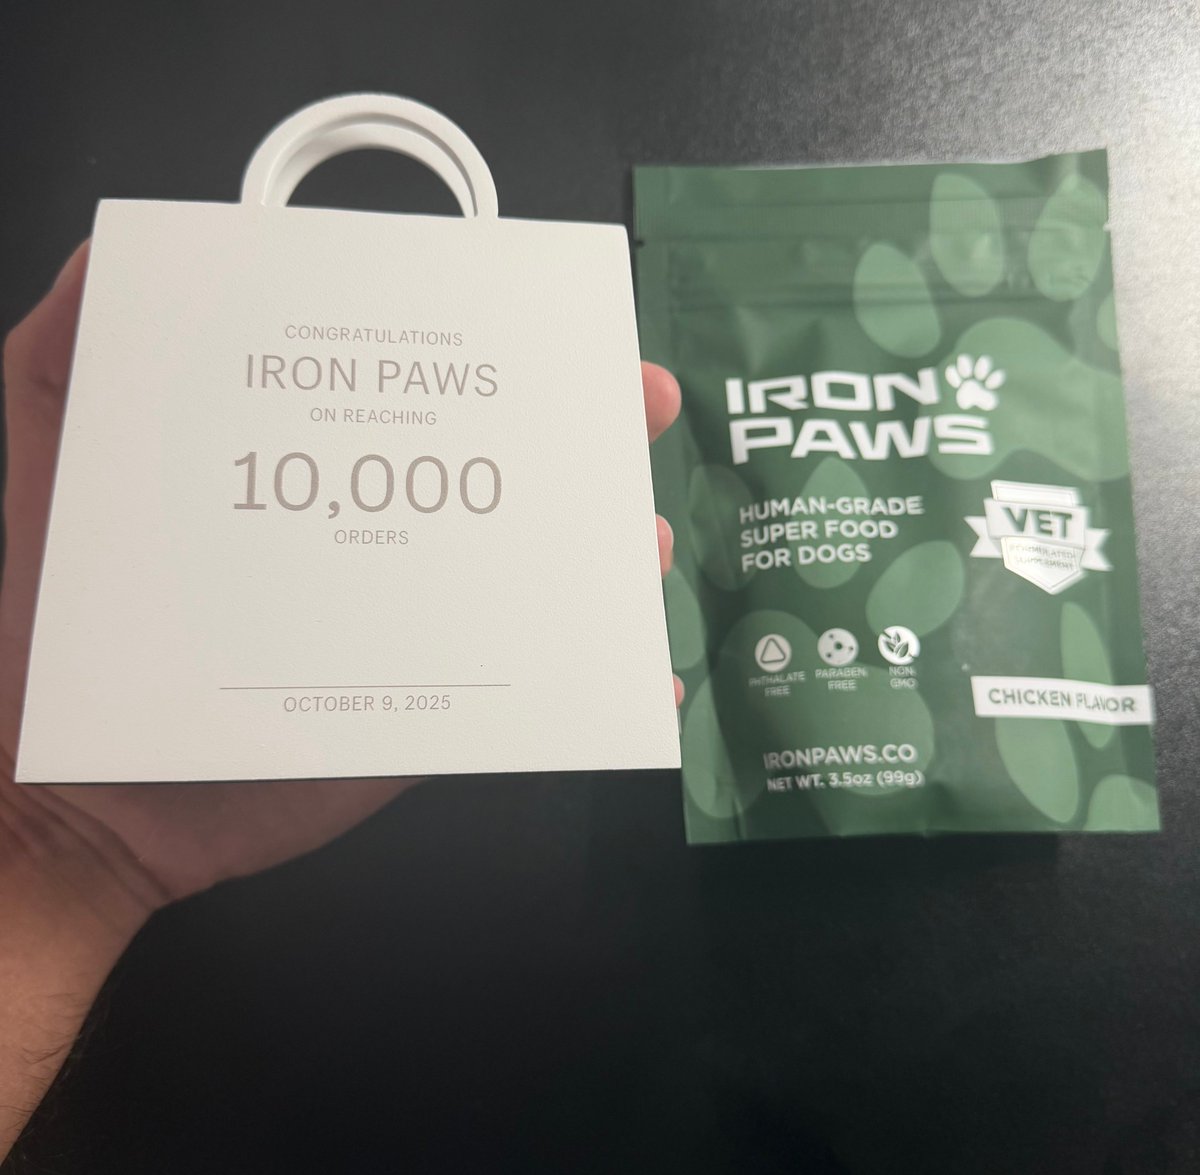 CONGRATULATIONS
IRON PAWS
ON REACHING
10,000
ORDERS
OCTOBER 9, 2025
IRON
PAWS
HUMAN-GRADE
SUPER FOOD
FOR DOGS
VET
PHTHALATE
FREE
PARABEN
FREE
NON-
GMO
CHICKEN FLAVOR
IRONPAWS.CO
NET WT. 3.5oz (99g)